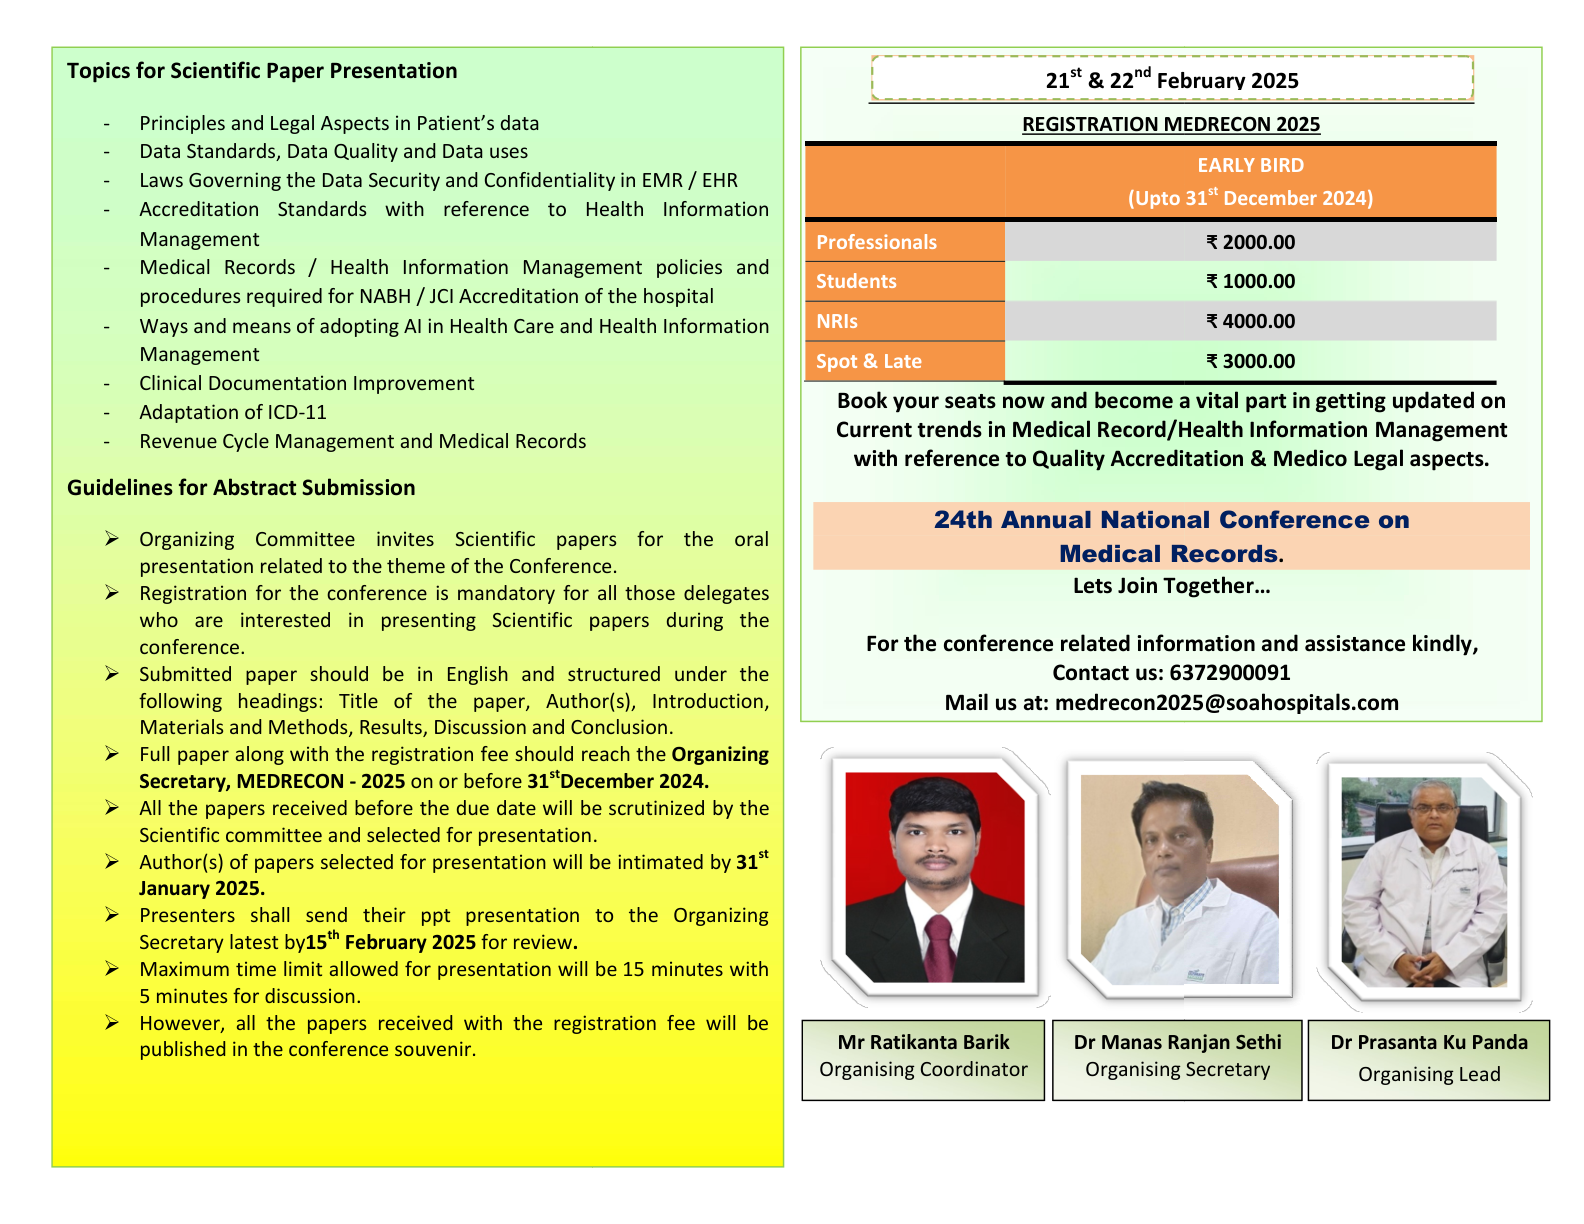 Topics for Scientific Paper Presentation
- Principles and Legal Aspects in Patient’s data
- Data Standards, Data Quality and Data uses
- Laws Governing the Data Security and Confidentiality in EMR / EHR
- Accreditation Standards with reference to Health Information
Management
- Medical Records / Health Information Management policies and
procedures required for NABH / JCI Accreditation of the hospital
- Ways and means of adopting AI in Health Care and Health Information
Management
- Clinical Documentation Improvement
- Adaptation of ICD-11
- Revenue Cycle Management and Medical Records
Guidelines for Abstract Submission
➢ Organizing Committee invites Scientific papers for the oral
presentation related to the theme of the Conference.
➢ Registration for the conference is mandatory for all those delegates
who are interested in presenting Scientific papers during the
conference.
➢ Submitted paper should be in English and structured under the
following headings: Title of the paper, Author(s), Introduction,
Materials and Methods, Results, Discussion and Conclusion.
➢ Full paper along with the registration fee should reach the Organizing
Secretary, MEDRECON - 2025 on or before 31stDecember 2024.
➢ All the papers received before the due date will be scrutinized by the
Scientific committee and selected for presentation.
➢ Author(s) of papers selected for presentation will be intimated by 31st
January 2025.
➢ Presenters shall send their ppt presentation to the Organizing
Secretary latest by15th February 2025 for review.
➢ Maximum time limit allowed for presentation will be 15 minutes with
5 minutes for discussion.
➢ However, all the papers received with the registration fee will be
published in the conference souvenir.
21st & 22nd February 2025
REGISTRATION MEDRECON 2025
EARLY BIRD
(Upto 31st December 2024)
Professionals ₹ 2000.00
Students ₹ 1000.00
NRIs ₹ 4000.00
Spot & Late ₹ 3000.00
Book your seats now and become a vital part in getting updated on
Current trends in Medical Record/Health Information Management
with reference to Quality Accreditation & Medico Legal aspects.
24th Annual National Conference on
Medical Records.
Lets Join Together…
For the conference related information and assistance kindly,
Contact us: 6372900091
Mail us at: medrecon2025@soahospitals.com
Mr Ratikanta Barik
Organising Coordinator
Dr Manas Ranjan Sethi
Organising Secretary
Dr Prasanta Ku Panda
Organising Lead